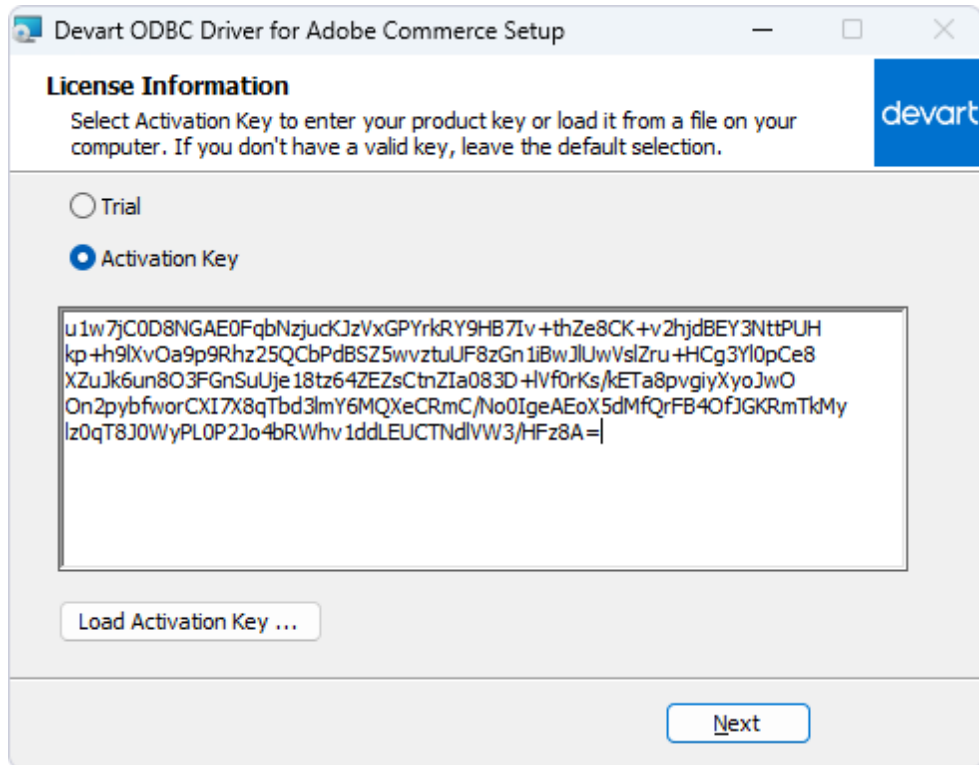 Devart ODBC Driver for Adobe Commerce Setup
License Information
Select Activation Key to enter your product key or load it from a file on your
computer. If you don't have a valid key, leave the default selection.
devart
Trial
Activation Key
u1w7jC0D8NGAE0FqbNzjucKJzVxGPYrkRY9HB7Iv+thZe8CK+v2hjdBEY3NttPUH
kp+h9lXvOa9p9Rhz25QCbPdBSZ5wvztuUF8zGn1iBwJlUwVslZru+HCg3Yl0pCe8
XZuJk6un8O3FGnSuUje18tz64ZEZsCtnZIa083D+lVf0rKs/kETa8pvgiyXyoJwO
On2pybfworCXI7X8qTbd3lmY6MQXeCRmC/No0IgeAEoX5dMfQrFB4OfJGKRmTkMy
lz0qT8J0WyPL0P2Jo4bRWhv1ddLEUCTNdlVW3/HFz8A=
Load Activation Key ...
Next